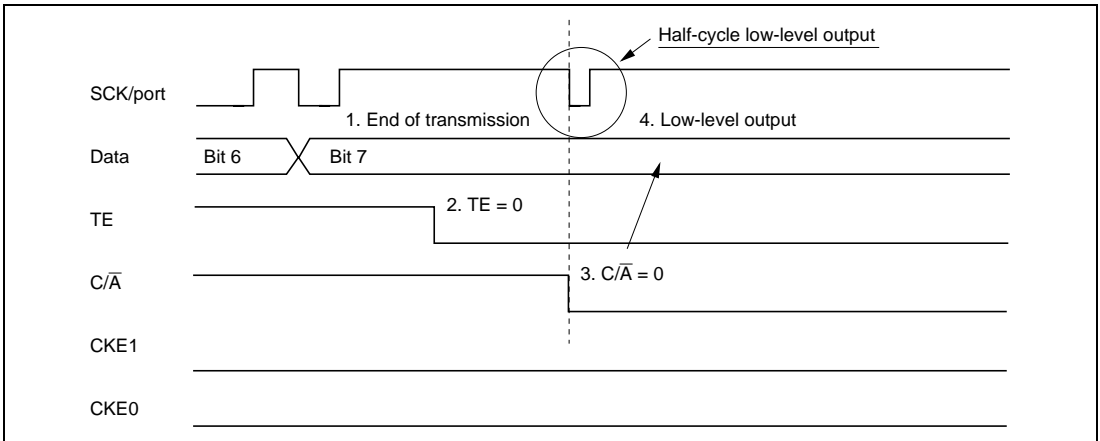 Half-cycle low-level output
SCK/port
1. End of transmission
4. Low-level output
Data
Bit 6
Bit 7
TE
2. TE = 0
C/A̅
3. C/A̅ = 0
CKE1
CKE0